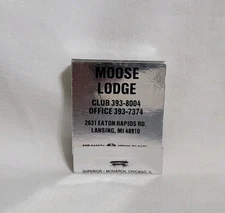 MOOSE
LODGE
CLUB 393-8004
OFFICE 393-7374
2631 EATON RAPIDS RD.
LANSING, MI 48910
SUPERIOR / MONARCH, CHICAGO, IL